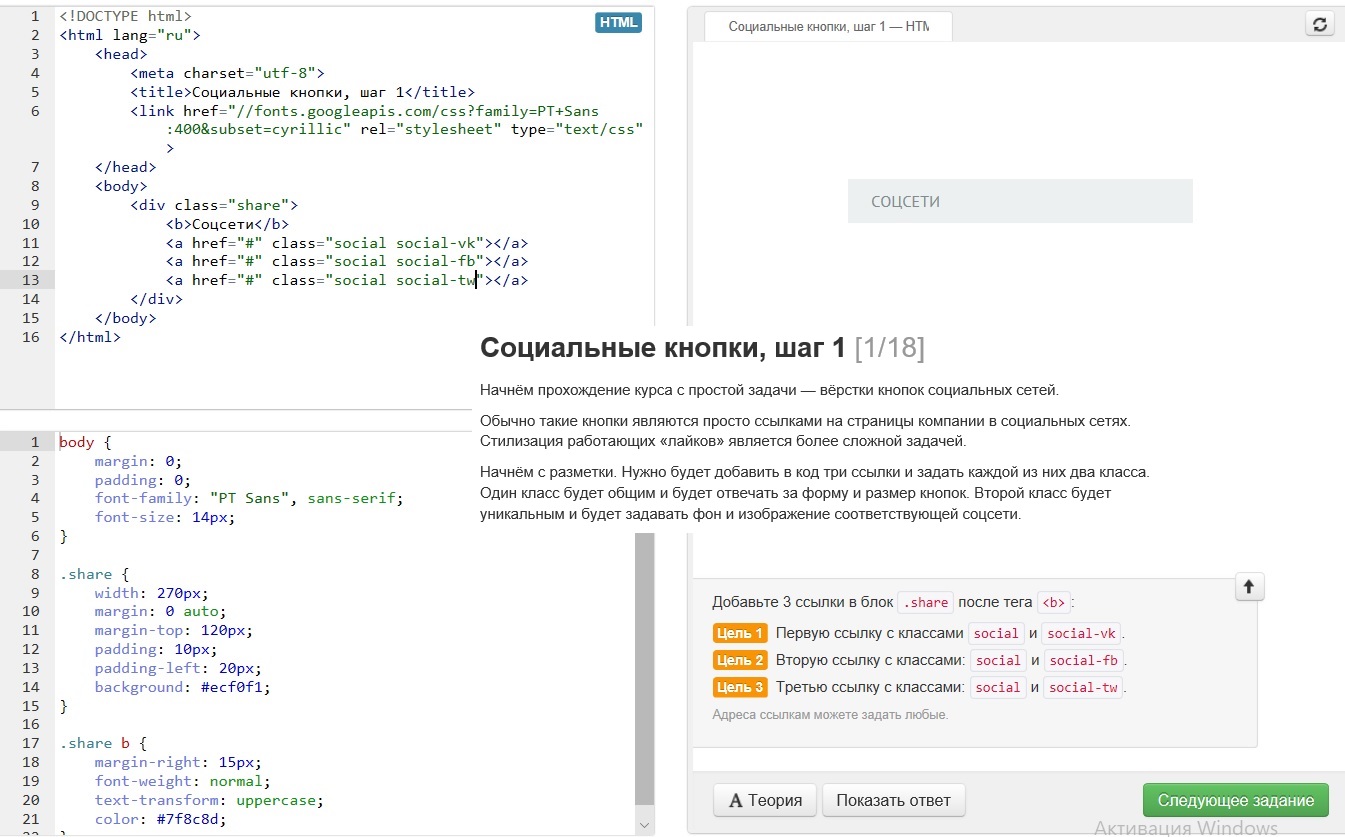 1 <!DOCTYPE html>
2 <html lang="ru">
3 <head>
4 <meta charset="utf-8">
5 <title>Социальные кнопки, шаг 1</title>
6 <link href="//fonts.googleapis.com/css?family=PT+Sans
:400&subset=cyrillic" rel="stylesheet" type="text/css"
>
7 </head>
8 <body>
9 <div class="share">
10 <b>Соцсети</b>
11 <a href="#" class="social social-vk"></a>
12 <a href="#" class="social social-fb"></a>
13 <a href="#" class="social social-tw"></a>
14 </div>
15 </body>
16 </html>
HTML
Социальные кнопки, шаг 1 — HTM
СОЦСЕТИ
Социальные кнопки, шаг 1 [1/18]
Начнём прохождение курса с простой задачи — вёрстки кнопок социальных сетей.
Обычно такие кнопки являются просто ссылками на страницы компании в социальных сетях.
Стилизация работающих «лайков» является более сложной задачей.
Начнём с разметки. Нужно будет добавить в код три ссылки и задать каждой из них два класса.
Один класс будет общим и будет отвечать за форму и размер кнопок. Второй класс будет
уникальным и будет задавать фон и изображение соответствующей соцсети.
1 body {
2 margin: 0;
3 padding: 0;
4 font-family: "PT Sans", sans-serif;
5 font-size: 14px;
6 }
7
8 .share {
9 width: 270px;
10 margin: 0 auto;
11 margin-top: 120px;
12 padding: 10px;
13 padding-left: 20px;
14 background: #ecf0f1;
15 }
16
17 .share b {
18 margin-right: 15px;
19 font-weight: normal;
20 text-transform: uppercase;
21 color: #7f8c8d;
22 }
Добавьте 3 ссылки в блок .share после тега <b>:
Цель 1 Первую ссылку с классами social и social-vk.
Цель 2 Вторую ссылку с классами: social и social-fb.
Цель 3 Третью ссылку с классами: social и social-tw.
Адреса ссылкам можете задать любые.
A Теория
Показать ответ
Следующее задание
Активация Windows